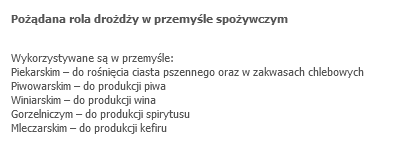 Pożądana rola drożdży w przemyśle spożywczym
Wykorzystywane są w przemyśle:
Piekarskim – do rośnięcia ciasta pszennego oraz w zakwasach chlebowych
Piwowarskim – do produkcji piwa
Winiarskim – do produkcji wina
Gorzelniczym – do produkcji spirytusu
Mleczarskim – do produkcji kefiru